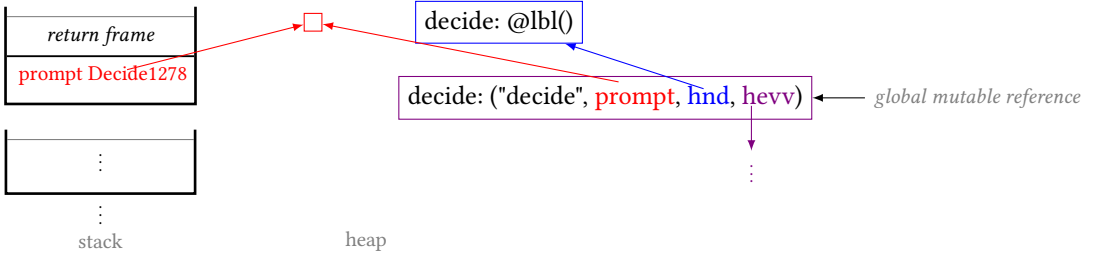 return frame
prompt Decide1278
⋮
⋮
stack
heap
decide: @lbl()
decide: ("decide", prompt, hnd, hevv)
global mutable reference
⋮